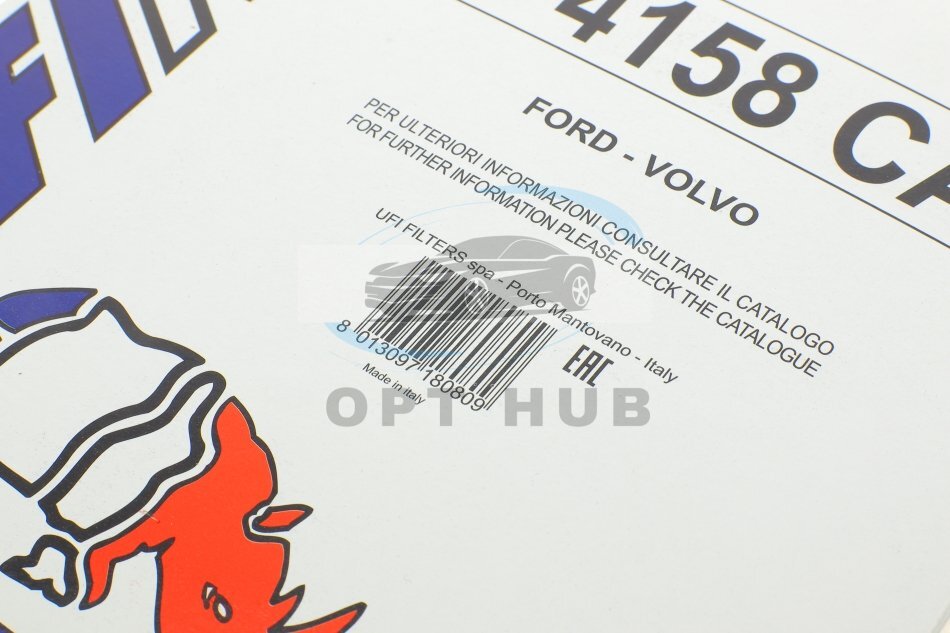 4158 CA
FORD - VOLVO
PER ULTERIORI INFORMAZIONI CONSULTARE IL CATALOGO
FOR FURTHER INFORMATION PLEASE CHECK THE CATALOGUE
UFI FILTERS spa - Porto Mantovano - Italy
8 013097 180809
EAC
Made in Italy
OPT HUB